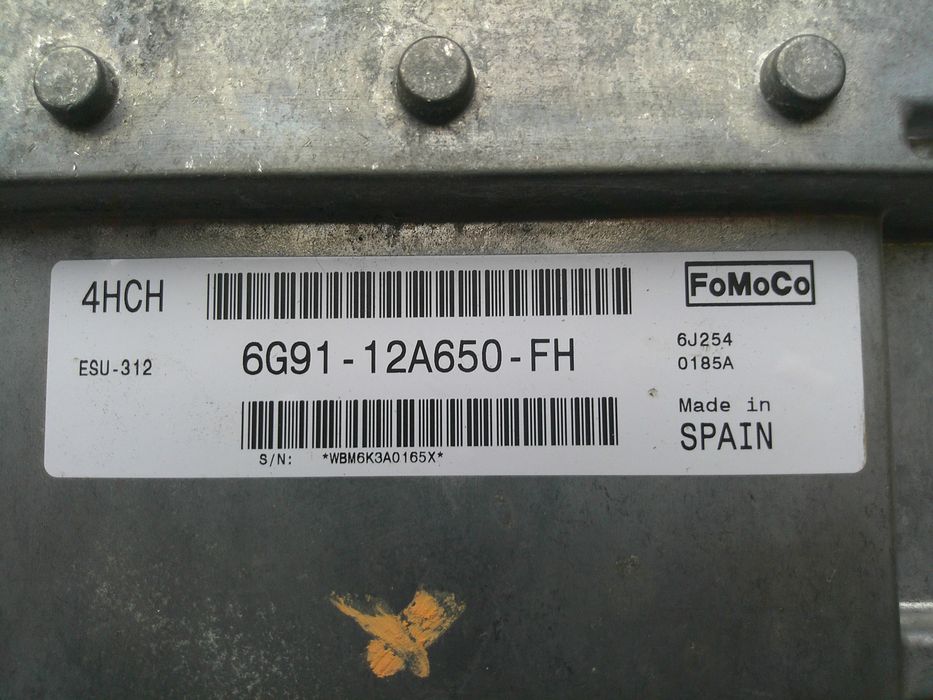 4HCH
FoMoCo
ESU-312
6G91-12A650-FH
6J254
0185A
Made in
SPAIN
S/N: *WBM6K3A0165X*